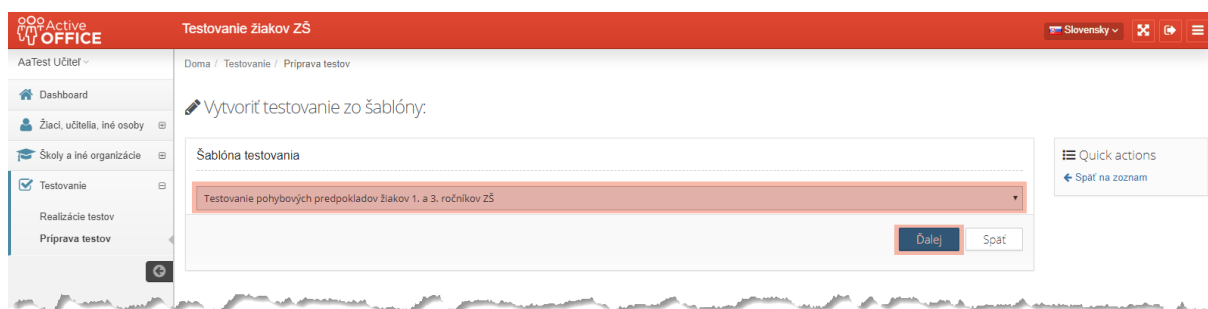 Active
OFFICE
Testovanie žiakov ZŠ
Slovensky
AaTest Učiteľ
Doma / Testovanie / Príprava testov
Dashboard
Žiaci, učitelia, iné osoby
Školy a iné organizácie
Testovanie
Realizácie testov
Príprava testov
Vytvoriť testovanie zo šablóny:
Šablóna testovania
Testovanie pohybových predpokladov žiakov 1. a 3. ročníkov ZŠ
Ďalej
Späť
Quick actions
Späť na zoznam